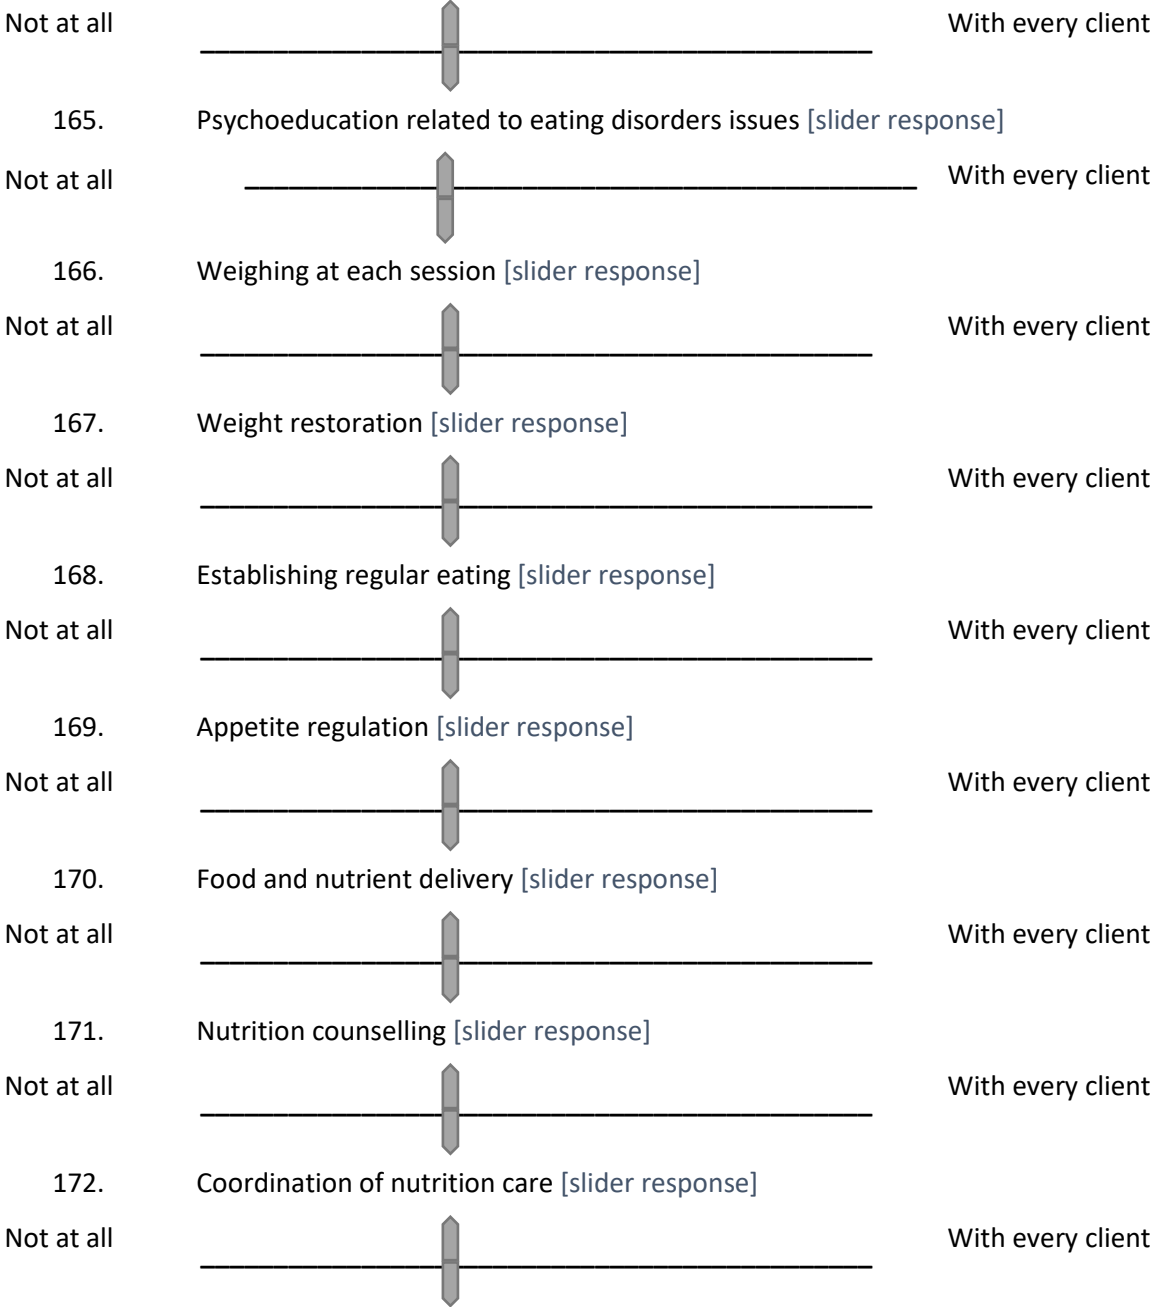 Not at all With every client
165. Psychoeducation related to eating disorders issues [slider response]
Not at all With every client
166. Weighing at each session [slider response]
Not at all With every client
167. Weight restoration [slider response]
Not at all With every client
168. Establishing regular eating [slider response]
Not at all With every client
169. Appetite regulation [slider response]
Not at all With every client
170. Food and nutrient delivery [slider response]
Not at all With every client
171. Nutrition counselling [slider response]
Not at all With every client
172. Coordination of nutrition care [slider response]
Not at all With every client